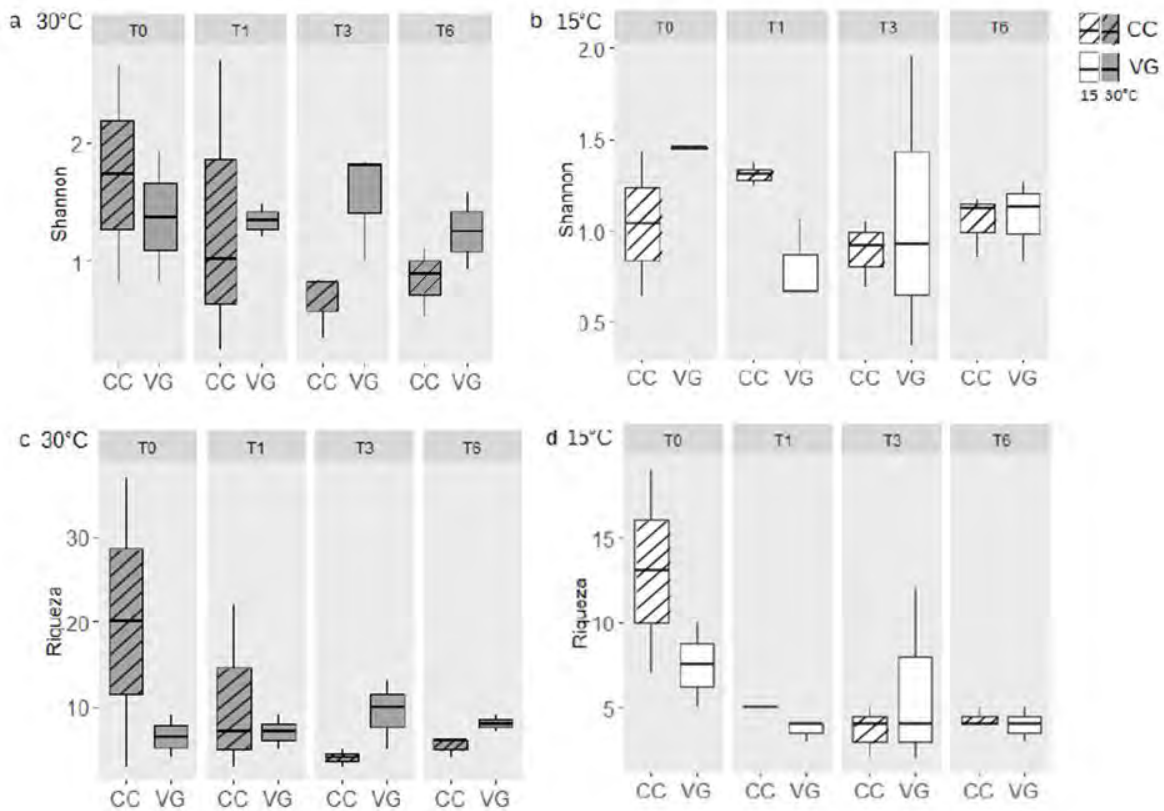 a 30°C
T0 T1 T3 T6
2
1
Shannon
CC VG CC VG CC VG CC VG
b 15°C
T0 T1 T3 T6
2.0
1.5
1.0
0.5
Shannon
CC VG CC VG CC VG CC VG
CC
VG
15 30°C
c 30°C
T0 T1 T3 T6
30
20
10
Riqueza
CC VG CC VG CC VG CC VG
d 15°C
T0 T1 T3 T6
15
10
5
Riqueza
CC VG CC VG CC VG CC VG